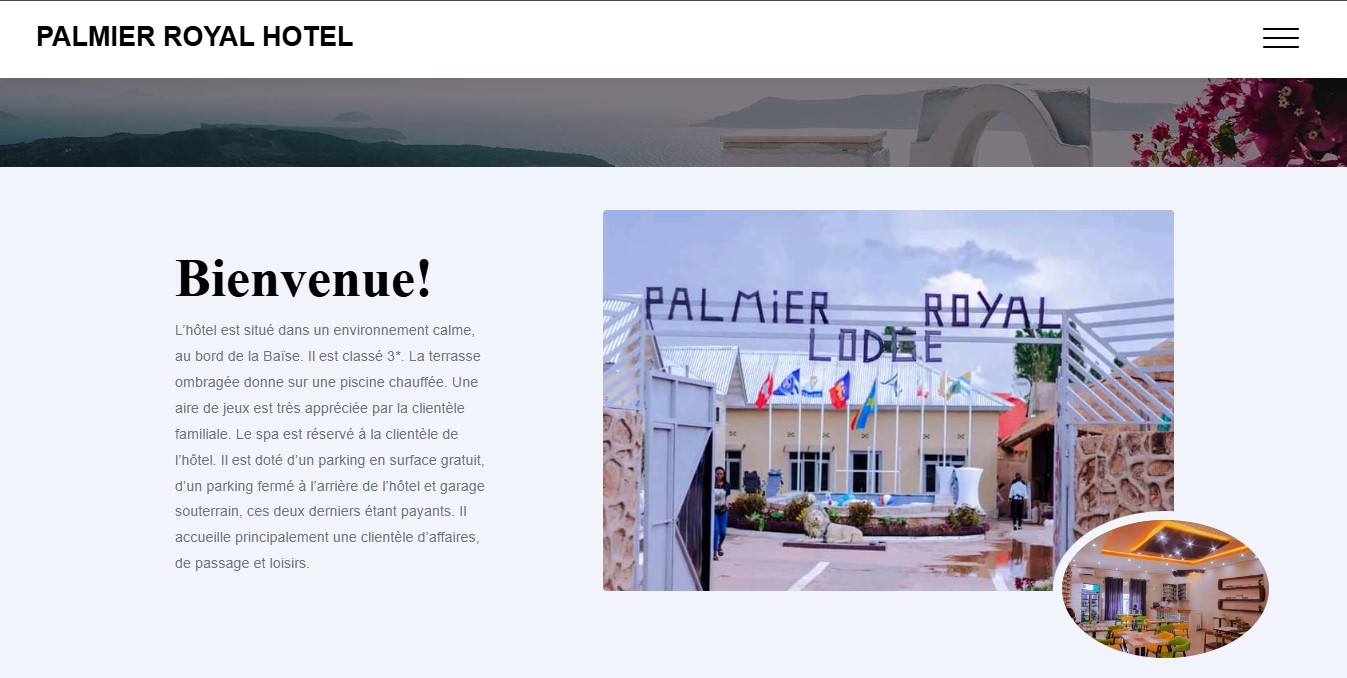 PALMIER ROYAL HOTEL
Bienvenue!
L’hôtel est situé dans un environnement calme,
au bord de la Baïse. Il est classé 3*. La terrasse
ombragée donne sur une piscine chauffée. Une
aire de jeux est très appréciée par la clientèle
familiale. Le spa est réservé à la clientèle de
l’hôtel. Il est doté d’un parking en surface gratuit,
d’un parking fermé à l’arrière de l’hôtel et garage
souterrain, ces deux derniers étant payants. Il
accueille principalement une clientèle d’affaires,
de passage et loisirs.
PALMiER ROYAL
LODGE